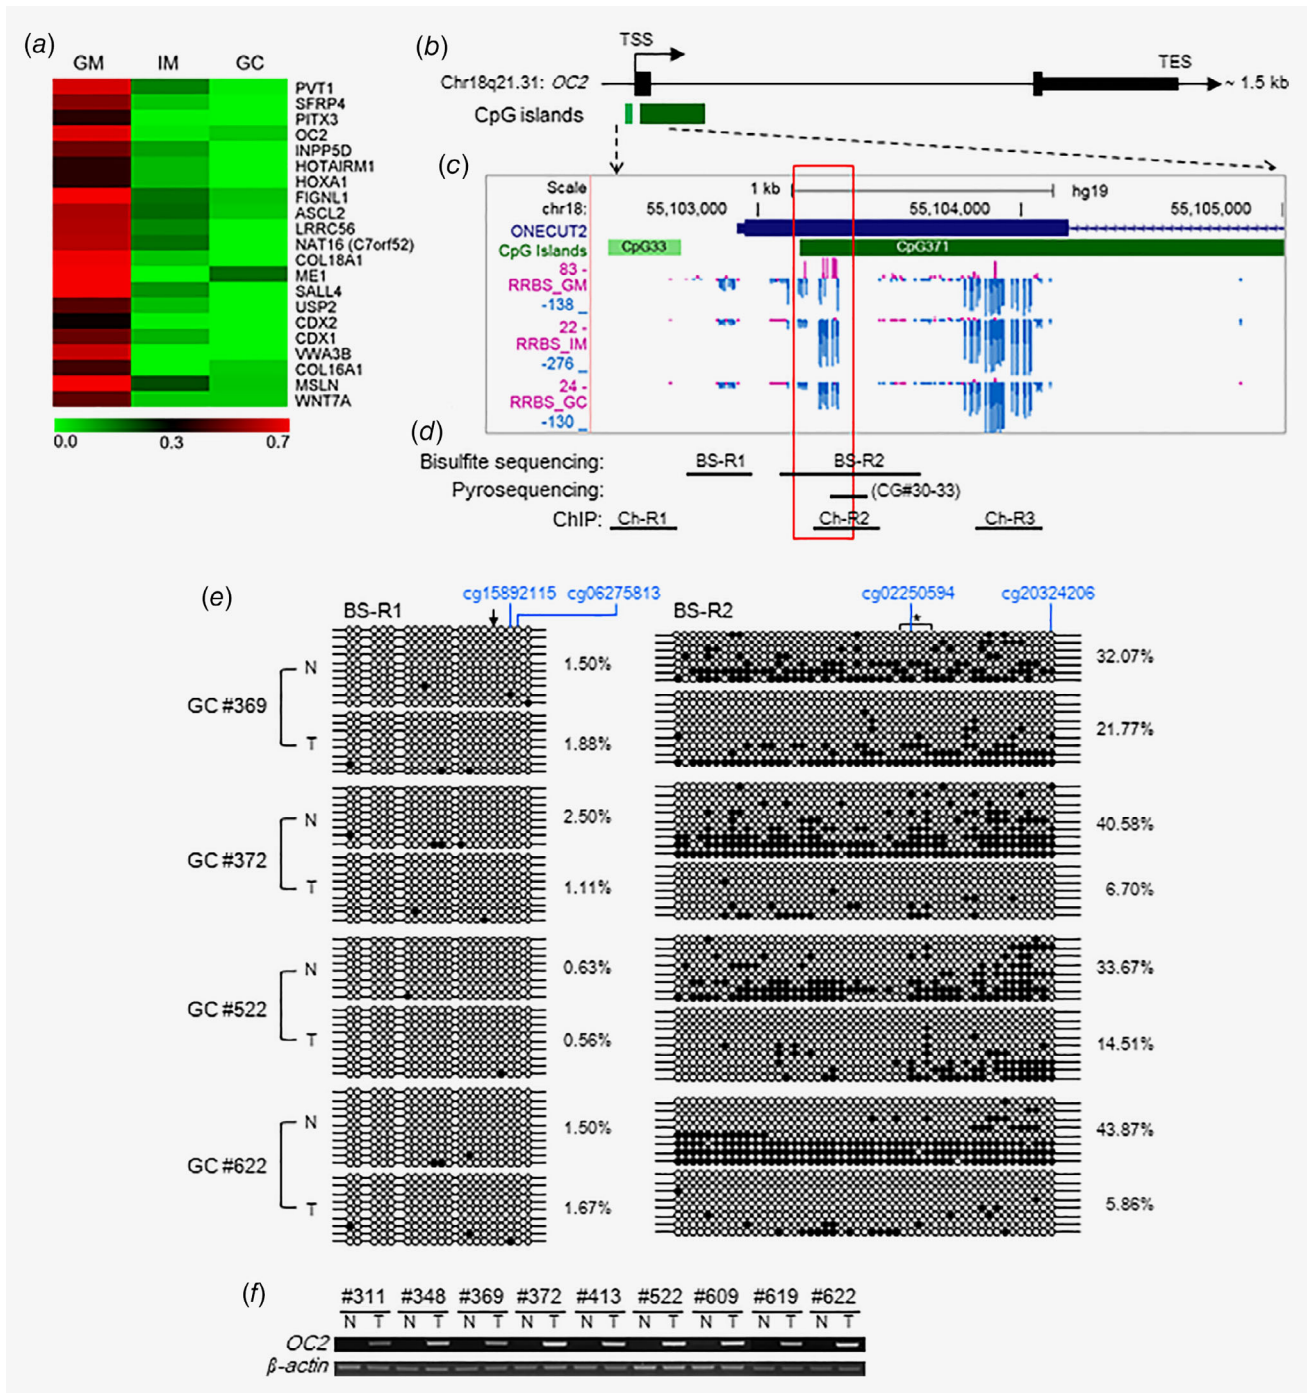 (a)
GM IM GC
PVT1
SFRP4
PITX3
OC2
INPP5D
HOTAIRM1
HOXA1
FIGNL1
ASCL2
LRRC56
NAT16 (C7orf52)
COL18A1
ME1
SALL4
USP2
CDX2
CDX1
VWA3B
COL16A1
MSLN
WNT7A
0.0 0.3 0.7
(b)
TSS
TES
Chr18q21.31: OC2
~ 1.5 kb
CpG islands
(c)
Scale 1 kb hg19
chr18: 55,103,000 55,104,000 55,105,000
ONECUT2
CpG Islands CpG33 CpG371
83 -
RRBS_GM
-138 _
22 -
RRBS_IM
-276 _
24 -
RRBS_GC
-130 _
(d)
Bisulfite sequencing: BS-R1 BS-R2
Pyrosequencing: (CG#30-33)
ChIP: Ch-R1 Ch-R2 Ch-R3
(e)
cg15892115 cg06275813 cg02250594 cg20324206
BS-R1 BS-R2 *
GC #369
N 1.50% 32.07%
T 1.88% 21.77%
GC #372
N 2.50% 40.58%
T 1.11% 6.70%
GC #522
N 0.63% 33.67%
T 0.56% 14.51%
GC #622
N 1.50% 43.87%
T 1.67% 5.86%
(f)
#311 #348 #369 #372 #413 #522 #609 #619 #622
N T N T N T N T N T N T N T N T N T
OC2
β-actin